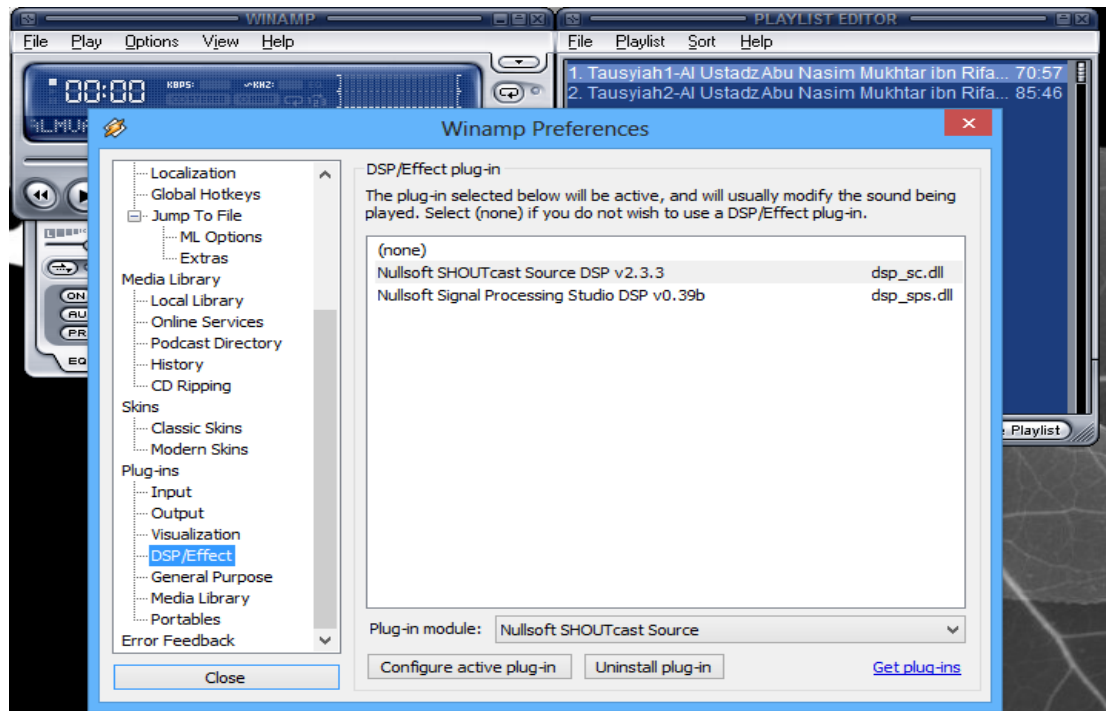 WINAMP
File Play Options View Help
00:00 KBPS: KHZ:
PLAYLIST EDITOR
File Playlist Sort Help
1. Tausyiah1-Al Ustadz Abu Nasim Mukhtar ibn Rifa... 70:57
2. Tausyiah2-Al Ustadz Abu Nasim Mukhtar ibn Rifa... 85:46
Playlist
ON
EQ
Winamp Preferences
Localization
Global Hotkeys
Jump To File
ML Options
Extras
Media Library
Local Library
Online Services
Podcast Directory
History
CD Ripping
Skins
Classic Skins
Modern Skins
Plug-ins
Input
Output
Visualization
DSP/Effect
General Purpose
Media Library
Portables
Error Feedback
Close
DSP/Effect plug-in
The plug-in selected below will be active, and will usually modify the sound being
played. Select (none) if you do not wish to use a DSP/Effect plug-in.
(none)
Nullsoft SHOUTcast Source DSP v2.3.3 dsp_sc.dll
Nullsoft Signal Processing Studio DSP v0.39b dsp_sps.dll
Plug-in module: Nullsoft SHOUTcast Source
Configure active plug-in Uninstall plug-in Get plug-ins